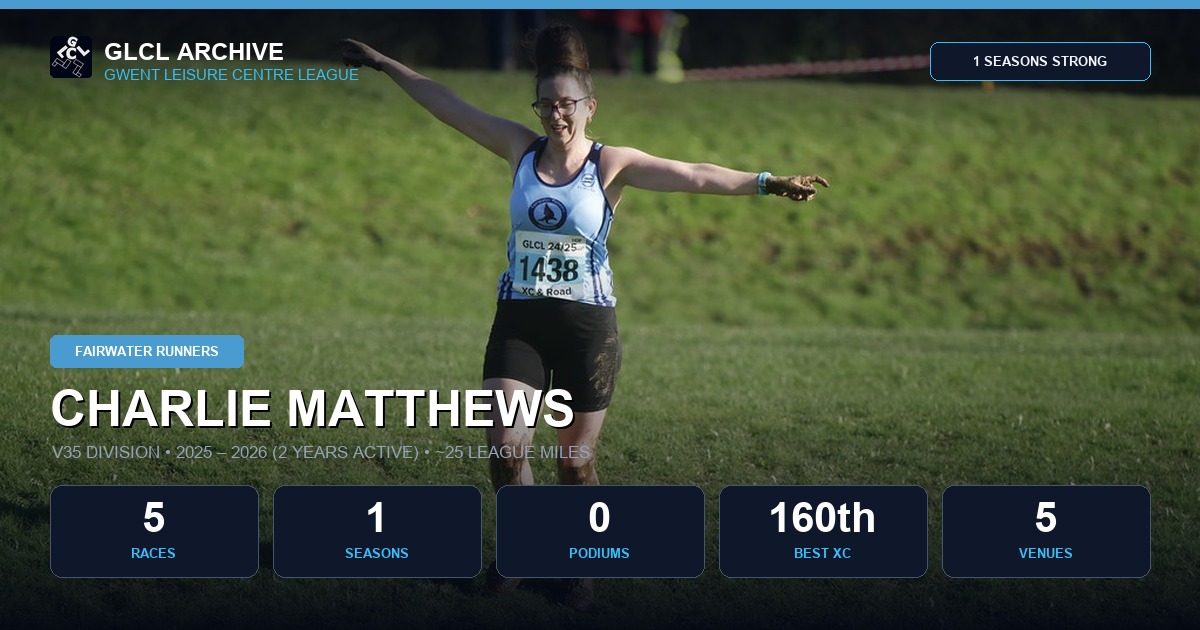 GLCL ARCHIVE
GWENT LEISURE CENTRE LEAGUE
1 SEASONS STRONG
GLCL 24/25
1438
XC & Road
FAIRWATER RUNNERS
CHARLIE MATTHEWS
V35 DIVISION • 2025 – 2026 (2 YEARS ACTIVE) • ~25 LEAGUE MILES
5
RACES
1
SEASONS
0
PODIUMS
160th
BEST XC
5
VENUES